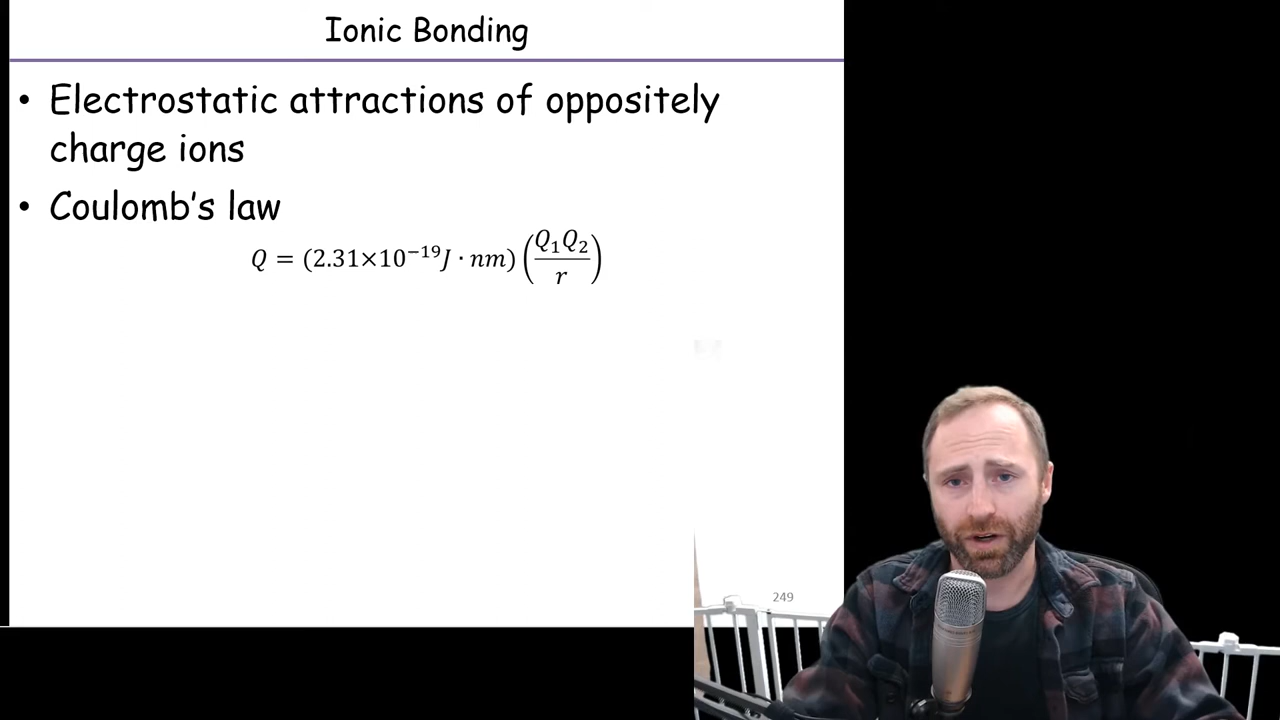 Ionic Bonding
• Electrostatic attractions of oppositely
charge ions
• Coulomb's law
Q = (2.31×10⁻¹⁹J · nm) (Q₁Q₂/r)
249